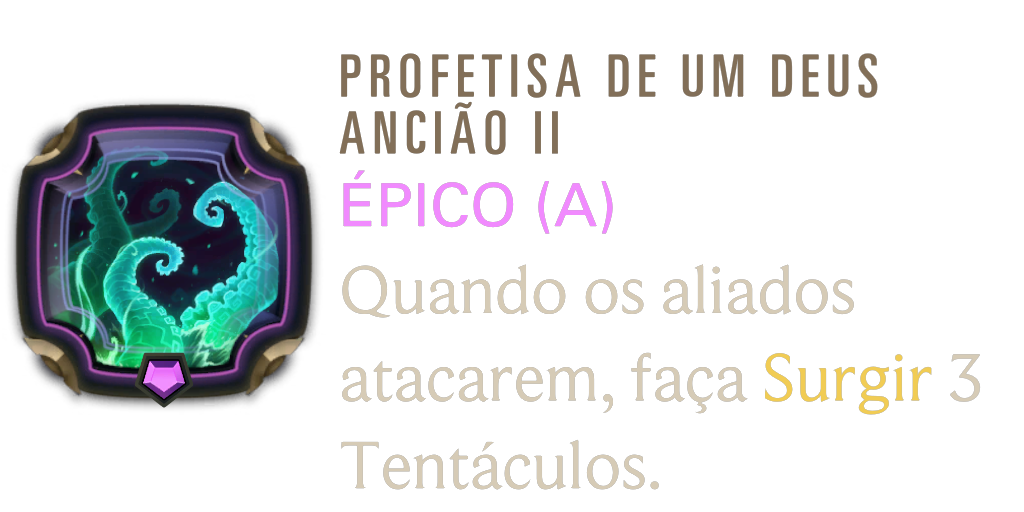 PROFETISA DE UM DEUS
ANCIÃO II
ÉPICO (A)
Quando os aliados
atacarem, faça Surgir 3
Tentáculos.